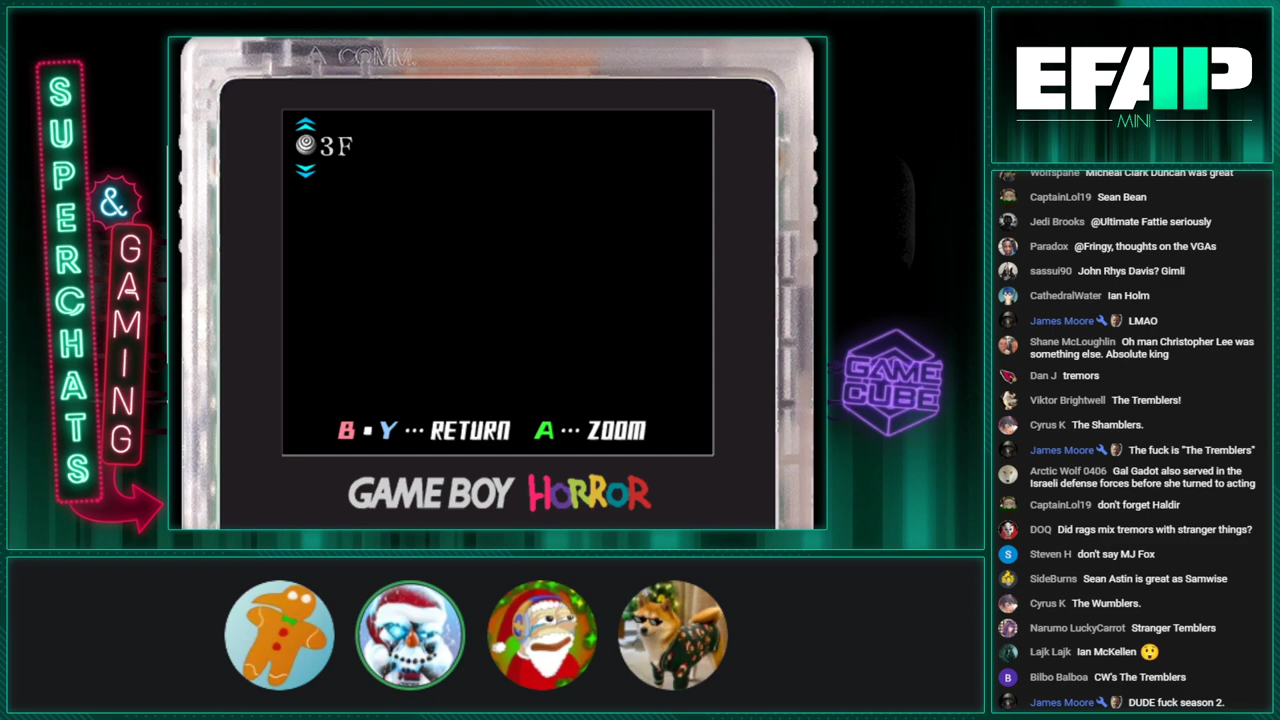 SUPERCHATS
&
GAMING
A COMM.
3F
B・Y… RETURN A… ZOOM
GAME BOY HORROR
GAME
CUBE
EFAP
MINI
Wolfspane Micheal Clark Duncan was great
CaptainLol19 Sean Bean
Jedi Brooks @Ultimate Fattie seriously
Paradox @Fringy, thoughts on the VGAs
sassui90 John Rhys Davis? Gimli
CathedralWater Ian Holm
James Moore LMAO
Shane McLoughlin Oh man Christopher Lee was
something else. Absolute king
Dan J tremors
Viktor Brightwell The Tremblers!
Cyrus K The Shamblers.
James Moore The fuck is "The Tremblers"
Arctic Wolf 0406 Gal Gadot also served in the
Israeli defense forces before she turned to acting
CaptainLol19 don't forget Haldir
DOQ Did rags mix tremors with stranger things?
Steven H don't say MJ Fox
SideBurns Sean Astin is great as Samwise
Cyrus K The Wumblers.
Narumo LuckyCarrot Stranger Temblers
Lajk Lajk Ian McKellen 😲
B
Bilbo Balboa CW's The Tremblers
James Moore DUDE fuck season 2.